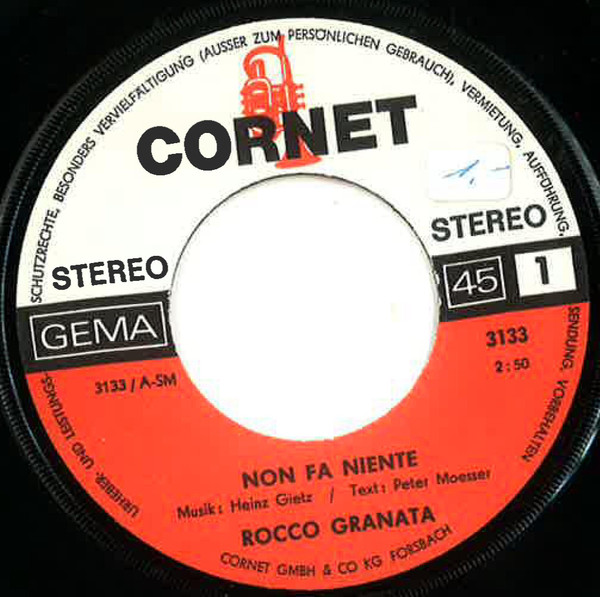 URHEBER- UND LEISTUNGS-SCHUTZRECHTE, BESONDERS VERVIELFÄLTIGUNG (AUSSER ZUM PERSÖNLICHEN GEBRAUCH), VERMIETUNG, AUFFÜHRUNG, SENDUNG, VORBEHALTEN
CORNET
1,-
STEREO
STEREO
GEMA
45
1
3133 / A-SM
3133
2:50
NON FA NIENTE
Musik: Heinz Gietz / Text: Peter Moesser
ROCCO GRANATA
CORNET GMBH & CO KG FORSBACH